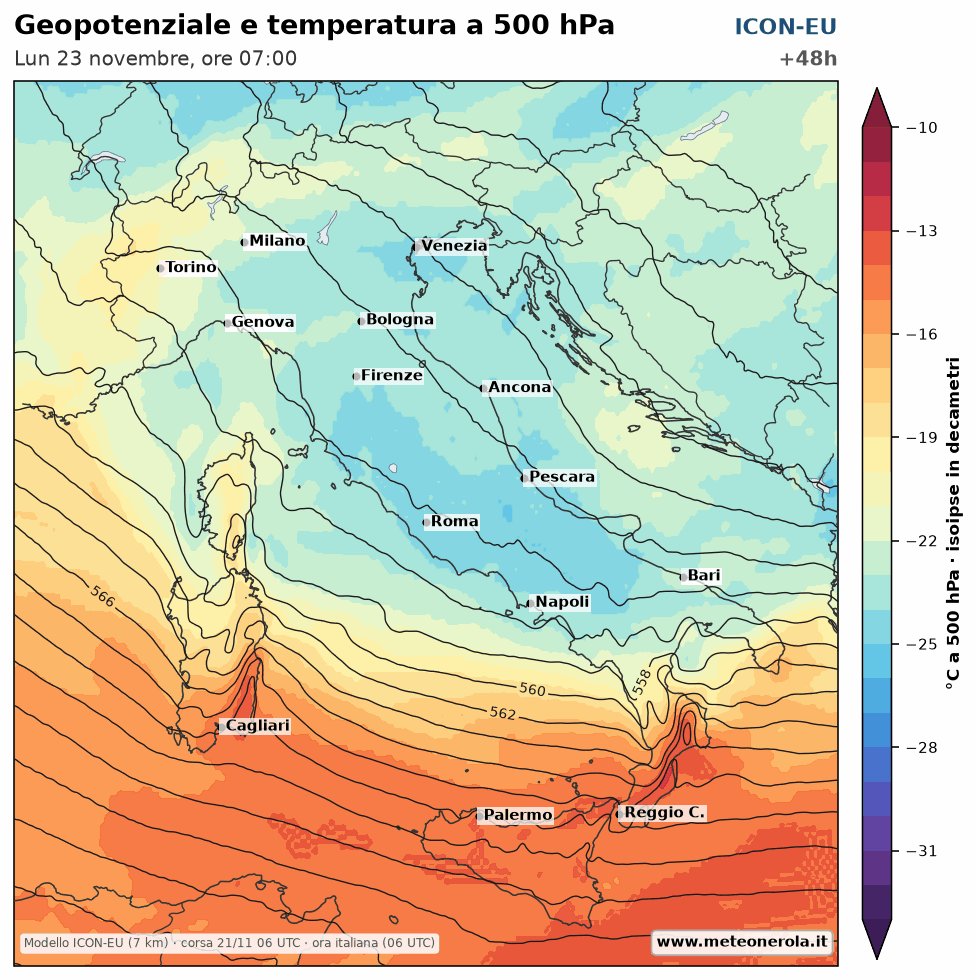 Geopotenziale e temperatura a 500 hPa
ICON-EU
Lun 23 novembre, ore 07:00
+48h
−10
−13
−16
−19
−22
−25
−28
−31
°C a 500 hPa · isoipse in decametri
Milano
Venezia
Torino
Genova
Bologna
Firenze
Ancona
Pescara
Roma
Bari
Napoli
566
558
560
562
Cagliari
Palermo
Reggio C.
Modello ICON-EU (7 km) · corsa 21/11 06 UTC · ora italiana (06 UTC)
www.meteonerola.it